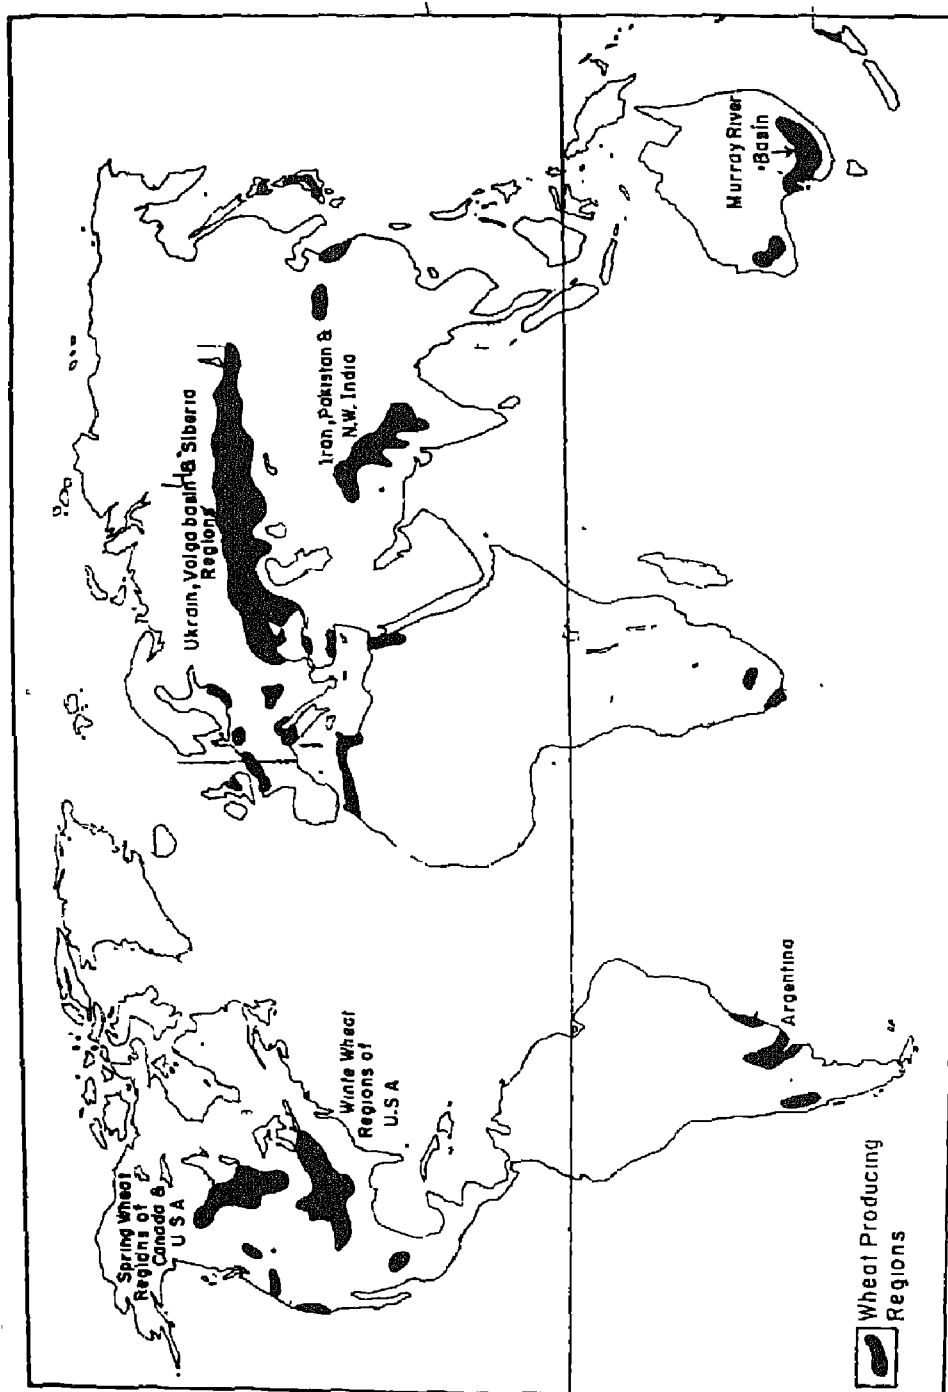 Spring Wheat
Regions of
Canada &
U S A
Winte Wheat
Regions of
U.S A
Ukrain, Volga basin & Siberia
Regions
Iran, Pakistan &
N.W. India
Murray River
Basin
Argentina
Wheat Producing
Regions